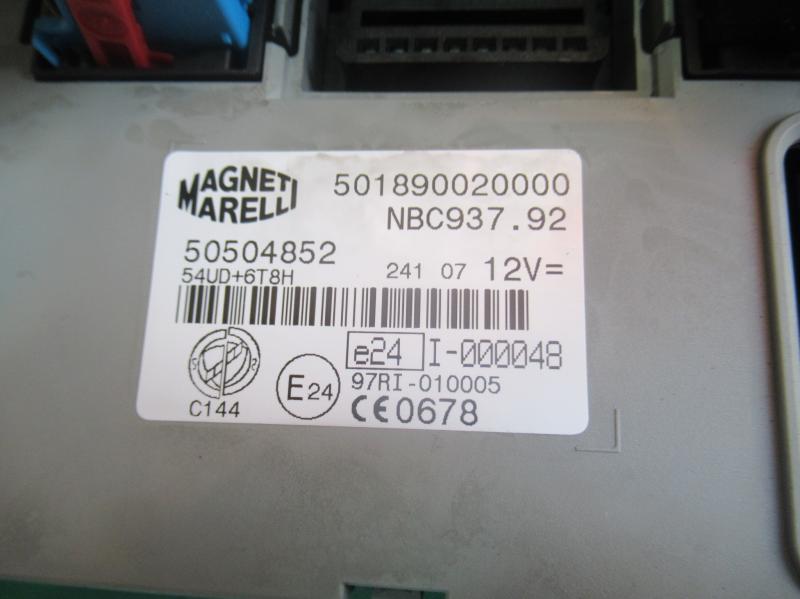 MAGNETI
MARELLI
501890020000
NBC937.92
50504852
54UD+6T8H
241 07 12V=
e24 I-000048
E24
97RI-010005
C144
CE0678